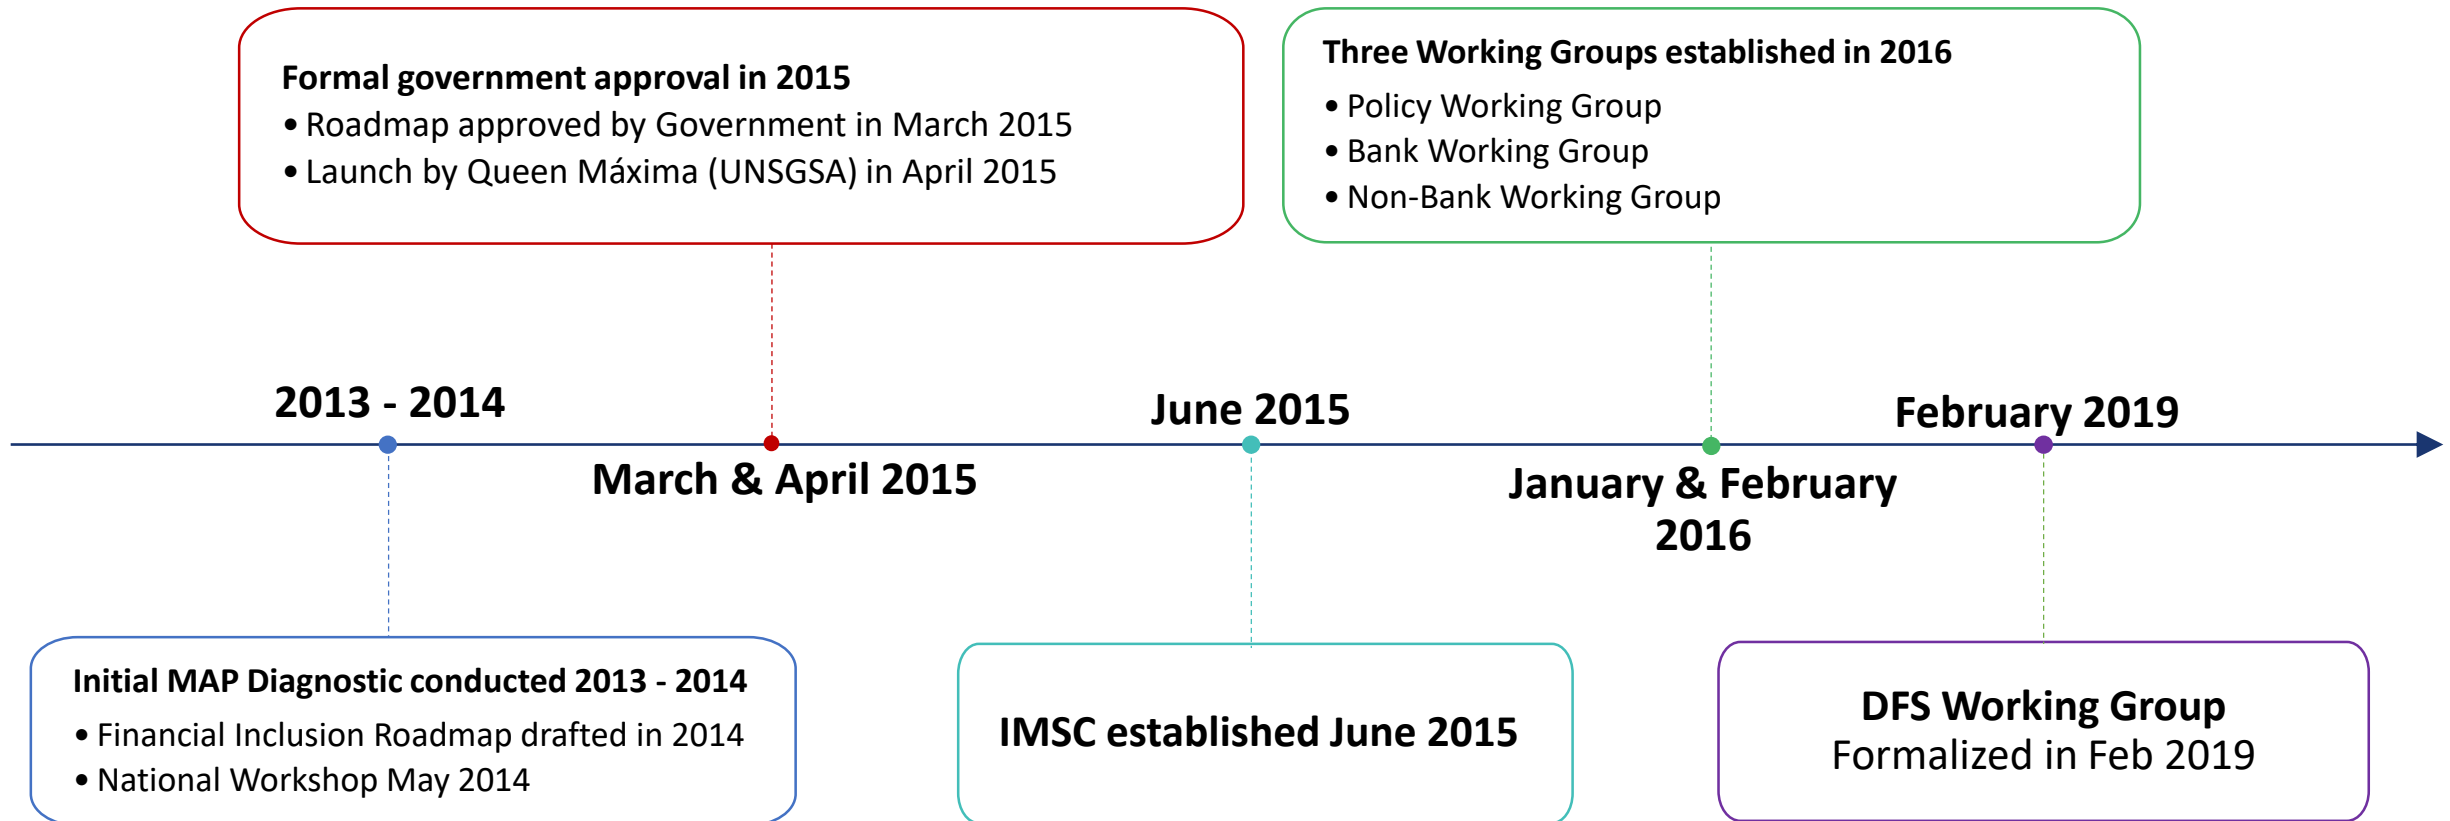 Formal government approval in 2015
• Roadmap approved by Government in March 2015
• Launch by Queen Máxima (UNSGSA) in April 2015
Three Working Groups established in 2016
• Policy Working Group
• Bank Working Group
• Non-Bank Working Group
2013 - 2014
March & April 2015
June 2015
January & February
2016
February 2019
Initial MAP Diagnostic conducted 2013 - 2014
• Financial Inclusion Roadmap drafted in 2014
• National Workshop May 2014
IMSC established June 2015
DFS Working Group
Formalized in Feb 2019